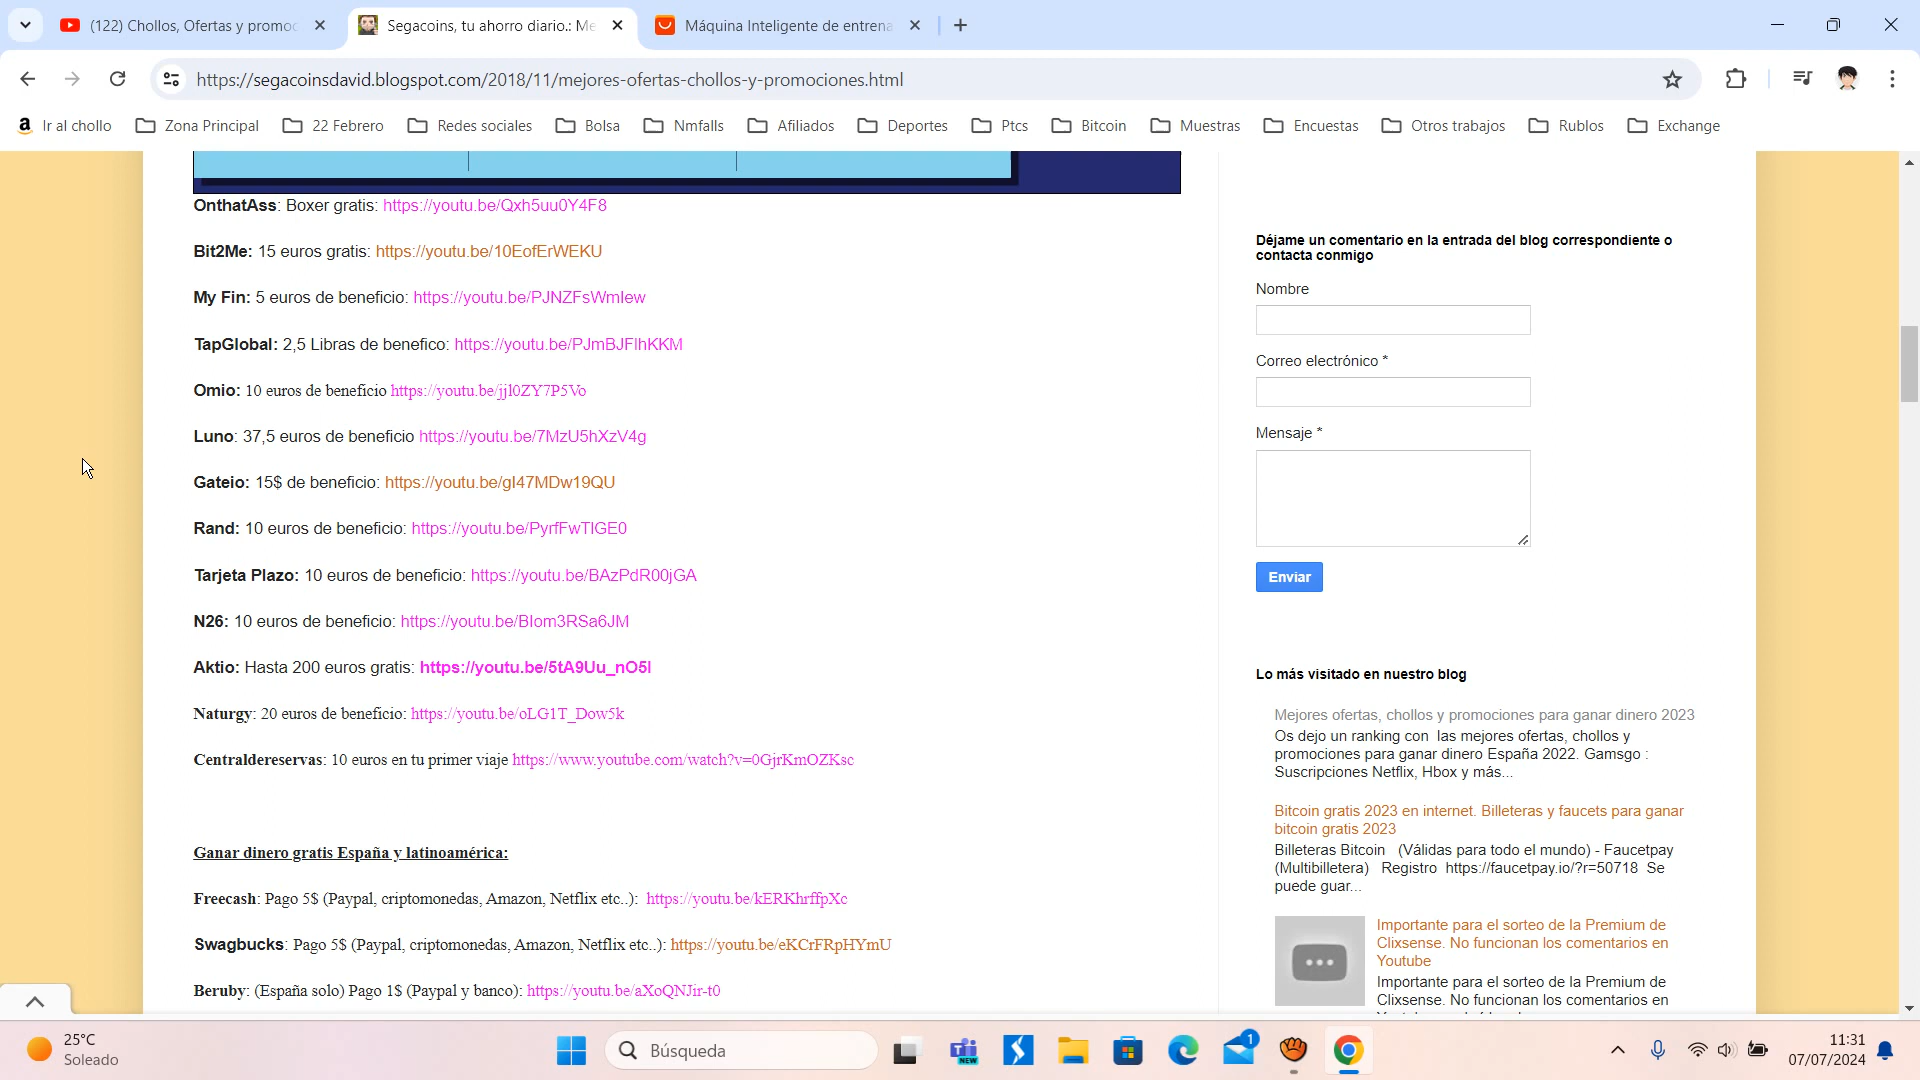 (122) Chollos, Ofertas y promoc
Segacoins, tu ahorro diario.: Me
Máquina Inteligente de entrena
https://segacoinsdavid.blogspot.com/2018/11/mejores-ofertas-chollos-y-promociones.html
Ir al chollo
Zona Principal
22 Febrero
Redes sociales
Bolsa
Nmfalls
Afiliados
Deportes
Ptcs
Bitcoin
Muestras
Encuestas
Otros trabajos
Rublos
Exchange
OnthatAss: Boxer gratis: https://youtu.be/Qxh5uu0Y4F8
Bit2Me: 15 euros gratis: https://youtu.be/10EofErWEKU
My Fin: 5 euros de beneficio: https://youtu.be/PJNZFsWmIew
TapGlobal: 2,5 Libras de benefico: https://youtu.be/PJmBJFlhKKM
Omio: 10 euros de beneficio https://youtu.be/jjl0ZY7P5Vo
Luno: 37,5 euros de beneficio https://youtu.be/7MzU5hXzV4g
Gateio: 15$ de beneficio: https://youtu.be/gI47MDw19QU
Rand: 10 euros de beneficio: https://youtu.be/PyrfFwTlGE0
Tarjeta Plazo: 10 euros de beneficio: https://youtu.be/BAzPdR00jGA
N26: 10 euros de beneficio: https://youtu.be/BIom3RSa6JM
Aktio: Hasta 200 euros gratis: https://youtu.be/5tA9Uu_nO5I
Naturgy: 20 euros de beneficio: https://youtu.be/oLG1T_Dow5k
Centraldereservas: 10 euros en tu primer viaje https://www.youtube.com/watch?v=0GjrKmOZKsc
Ganar dinero gratis España y latinoamérica:
Freecash: Pago 5$ (Paypal, criptomonedas, Amazon, Netflix etc..): https://youtu.be/kERKhrffpXc
Swagbucks: Pago 5$ (Paypal, criptomonedas, Amazon, Netflix etc..): https://youtu.be/eKCrFRpHYmU
Beruby: (España solo) Pago 1$ (Paypal y banco): https://youtu.be/aXoQNJir-t0
Déjame un comentario en la entrada del blog correspondiente o
contacta conmigo
Nombre
Correo electrónico *
Mensaje *
Enviar
Lo más visitado en nuestro blog
Mejores ofertas, chollos y promociones para ganar dinero 2023
Os dejo un ranking con las mejores ofertas, chollos y
promociones para ganar dinero España 2022. Gamsgo :
Suscripciones Netflix, Hbox y más...
Bitcoin gratis 2023 en internet. Billeteras y faucets para ganar
bitcoin gratis 2023
Billeteras Bitcoin (Válidas para todo el mundo) - Faucetpay
(Multibilletera) Registro https://faucetpay.io/?r=50718 Se
puede guar...
Importante para el sorteo de la Premium de
Clixsense. No funcionan los comentarios en
Youtube
Importante para el sorteo de la Premium de
Clixsense. No funcionan los comentarios en
25°C
Soleado
Búsqueda
NEW
1
11:31
07/07/2024